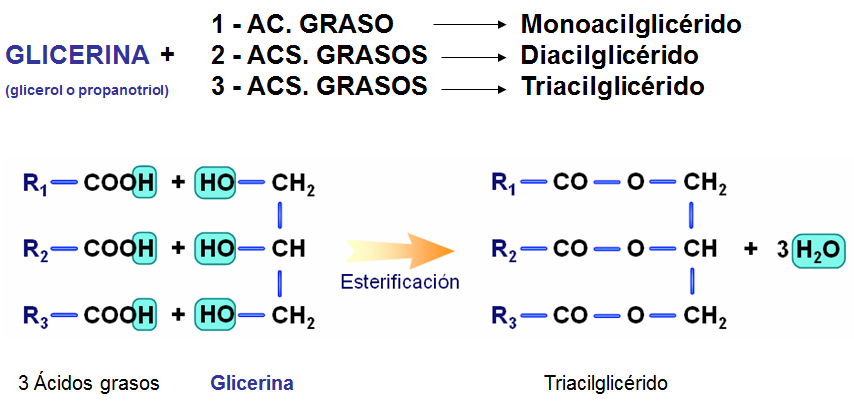 1 - AC. GRASO Monoacilglicérido
GLICERINA + 2 - ACS. GRASOS Diacilglicérido
(glicerol o propanotriol) 3 - ACS. GRASOS Triacilglicérido
R₁ — COOH + HO — CH₂ R₁ — CO — O — CH₂
R₂ — COOH + HO — CH R₂ — CO — O — CH + 3 H₂O
Esterificación
R₃ — COOH + HO — CH₂ R₃ — CO — O — CH₂
3 Ácidos grasos Glicerina Triacilglicérido